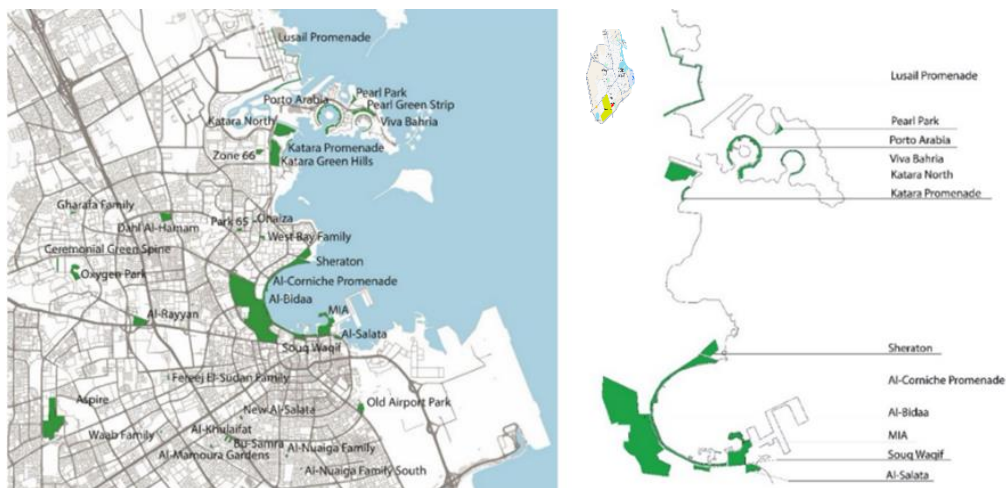 Lusail Promenade
Pearl Park
Porto Arabia
Pearl Green Strip
Katara North
Viva Bahria
Katara Promenade
Zone 66
Katara Green Hills
Gharafa Family
Park 65
Onaiza
Dahl Al-Hamam
West Bay Family
Ceremonial Green Spine
Sheraton
Oxygen Park
Al-Corniche Promenade
Al-Bidaa
MIA
Al-Rayyan
Al-Salata
Souq Waqif
Fereej El-Sudan Family
Aspire
Old Airport Park
New Al-Salata
Waab Family
Al-Khulaifat
Bu-Samra
Al-Mamoura Gardens
Al-Nuaiga Family
Al-Nuaiga Family South
Lusail Promenade
Pearl Park
Porto Arabia
Viva Bahria
Katara North
Katara Promenade
Sheraton
Al-Corniche Promenade
Al-Bidaa
MIA
Souq Waqif
Al-Salata